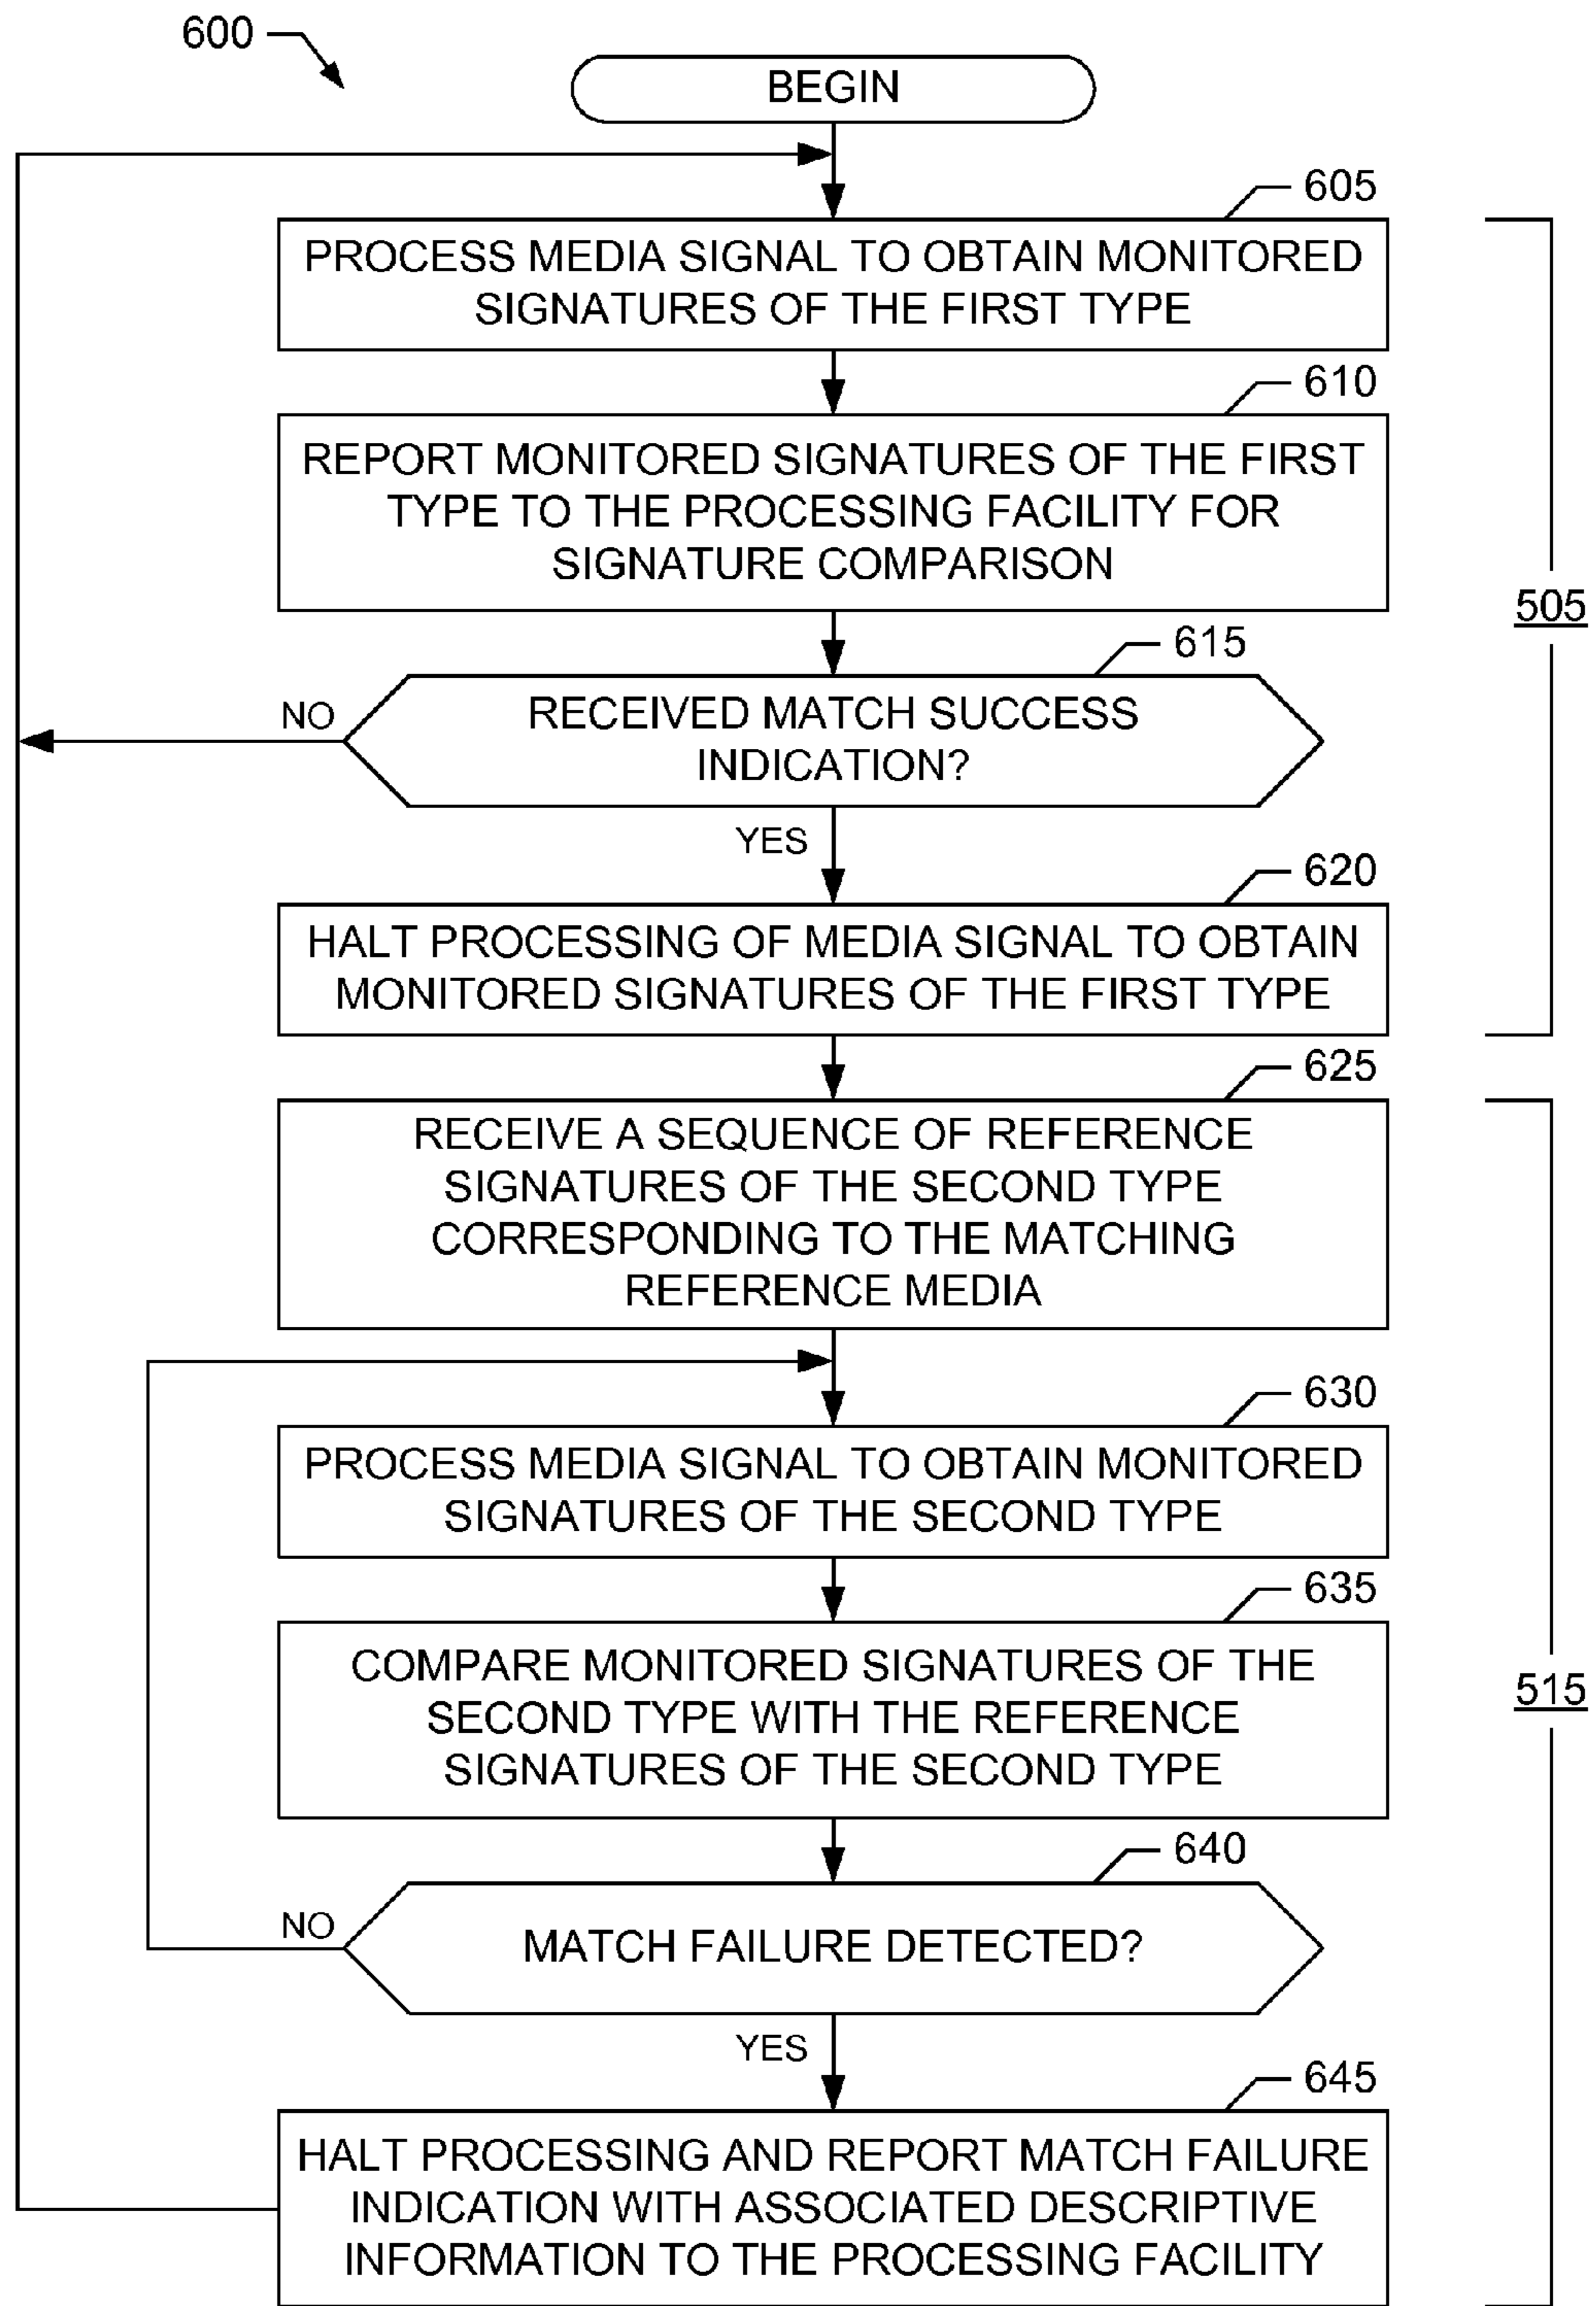 600
BEGIN
605
PROCESS MEDIA SIGNAL TO OBTAIN MONITORED
SIGNATURES OF THE FIRST TYPE
610
REPORT MONITORED SIGNATURES OF THE FIRST
TYPE TO THE PROCESSING FACILITY FOR
SIGNATURE COMPARISON
505
615
NO
RECEIVED MATCH SUCCESS
INDICATION?
YES
620
HALT PROCESSING OF MEDIA SIGNAL TO OBTAIN
MONITORED SIGNATURES OF THE FIRST TYPE
625
RECEIVE A SEQUENCE OF REFERENCE
SIGNATURES OF THE SECOND TYPE
CORRESPONDING TO THE MATCHING
REFERENCE MEDIA
630
PROCESS MEDIA SIGNAL TO OBTAIN MONITORED
SIGNATURES OF THE SECOND TYPE
635
COMPARE MONITORED SIGNATURES OF THE
SECOND TYPE WITH THE REFERENCE
SIGNATURES OF THE SECOND TYPE
515
640
NO
MATCH FAILURE DETECTED?
YES
645
HALT PROCESSING AND REPORT MATCH FAILURE
INDICATION WITH ASSOCIATED DESCRIPTIVE
INFORMATION TO THE PROCESSING FACILITY